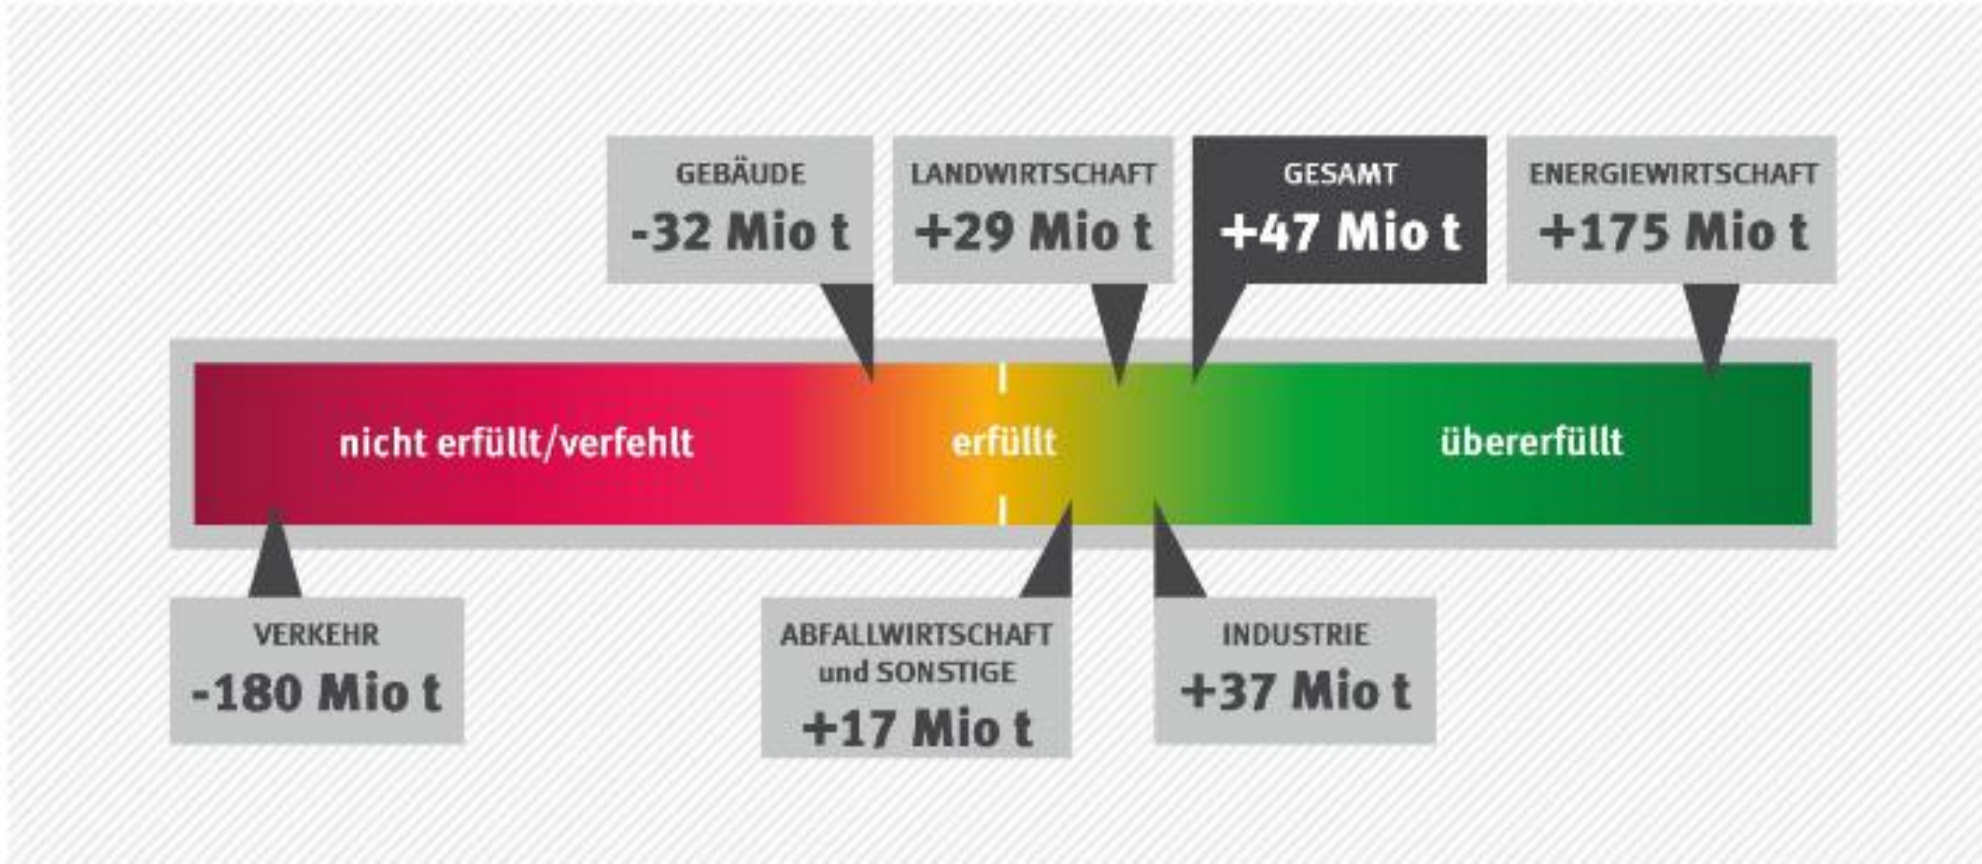 GEBÄUDE
-32 Mio t
LANDWIRTSCHAFT
+29 Mio t
GESAMT
+47 Mio t
ENERGIEWIRTSCHAFT
+175 Mio t
nicht erfüllt/verfehlt
erfüllt
übererfüllt
VERKEHR
-180 Mio t
ABFALLWIRTSCHAFT
und SONSTIGE
+17 Mio t
INDUSTRIE
+37 Mio t